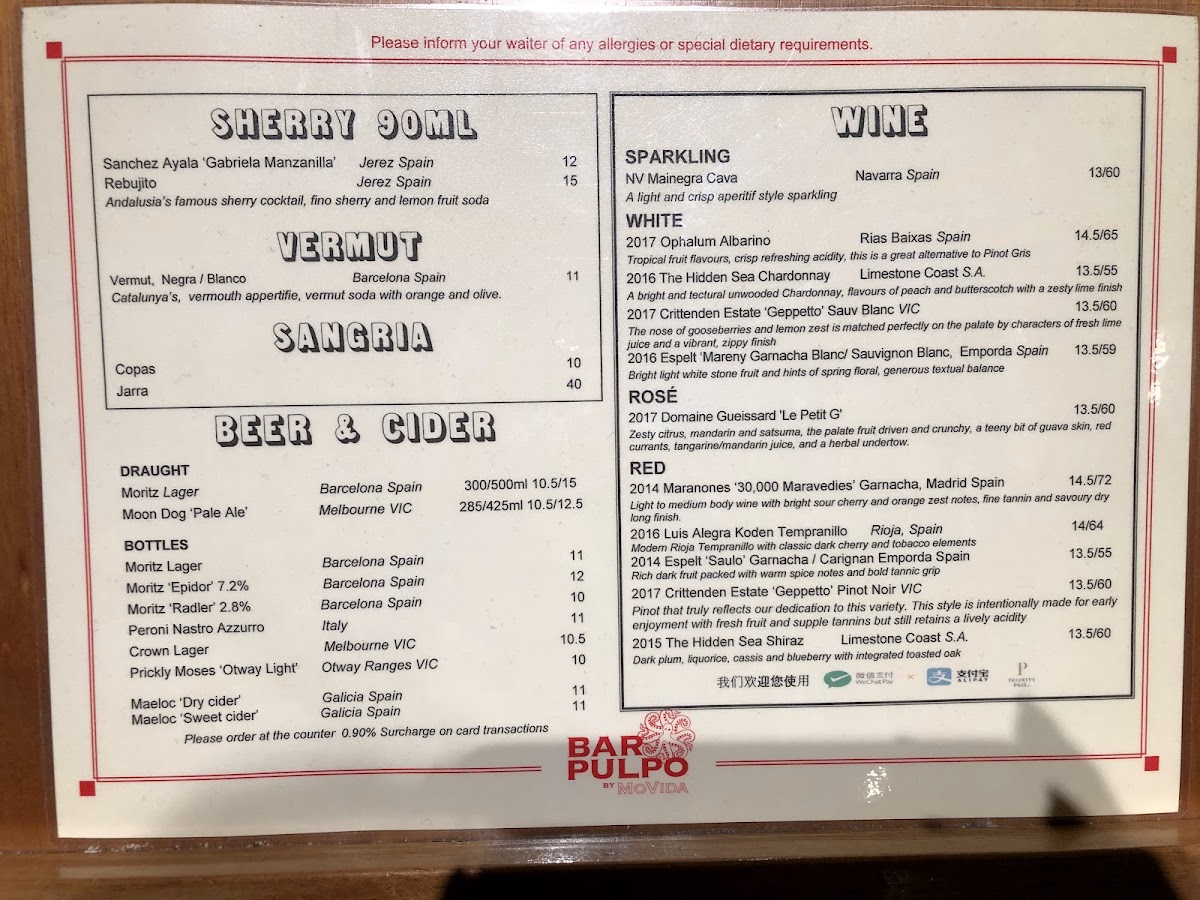 Please inform your waiter of any allergies or special dietary requirements.
SHERRY 90ML
Sanchez Ayala ‘Gabriela Manzanilla’ Jerez Spain 12
Rebujito Jerez Spain 15
Andalusia's famous sherry cocktail, fino sherry and lemon fruit soda
VERMUT
Vermut, Negra / Blanco Barcelona Spain 11
Catalunya's, vermouth appertifie, vermut soda with orange and olive.
SANGRIA
Copas 10
Jarra 40
BEER & CIDER
DRAUGHT
Moritz Lager Barcelona Spain 300/500ml 10.5/15
Moon Dog ‘Pale Ale’ Melbourne VIC 285/425ml 10.5/12.5
BOTTLES
Moritz Lager Barcelona Spain 11
Moritz ‘Epidor’ 7.2% Barcelona Spain 12
Moritz ‘Radler’ 2.8% Barcelona Spain 10
Peroni Nastro Azzurro Italy 11
Crown Lager Melbourne VIC 10.5
Prickly Moses ‘Otway Light’ Otway Ranges VIC 10
Maeloc ‘Dry cider’ Galicia Spain 11
Maeloc ‘Sweet cider’ Galicia Spain 11
Please order at the counter 0.90% Surcharge on card transactions
WINE
SPARKLING
NV Mainegra Cava Navarra Spain 13/60
A light and crisp aperitif style sparkling
WHITE
2017 Ophalum Albarino Rias Baixas Spain 14.5/65
Tropical fruit flavours, crisp refreshing acidity, this is a great alternative to Pinot Gris
2016 The Hidden Sea Chardonnay Limestone Coast S.A. 13.5/55
A bright and tectural unwooded Chardonnay, flavours of peach and butterscotch with a zesty lime finish
2017 Crittenden Estate ‘Geppetto’ Sauv Blanc VIC 13.5/60
The nose of gooseberries and lemon zest is matched perfectly on the palate by characters of fresh lime
juice and a vibrant, zippy finish
2016 Espelt ‘Mareny Garnacha Blanc/ Sauvignon Blanc, Emporda Spain 13.5/59
Bright light white stone fruit and hints of spring floral, generous textual balance
ROSÉ
2017 Domaine Gueissard 'Le Petit G' 13.5/60
Zesty citrus, mandarin and satsuma, the palate fruit driven and crunchy, a teeny bit of guava skin, red
currants, tangarine/mandarin juice, and a herbal undertow.
RED
2014 Maranones ‘30,000 Maravedies’ Garnacha, Madrid Spain 14.5/72
Light to medium body wine with bright sour cherry and orange zest notes, fine tannin and savoury dry
long finish.
2016 Luis Alegra Koden Tempranillo Rioja, Spain 14/64
Modern Rioja Tempranillo with classic dark cherry and tobacco elements
2014 Espelt ‘Saulo’ Garnacha / Carignan Emporda Spain 13.5/55
Rich dark fruit packed with warm spice notes and bold tannic grip
2017 Crittenden Estate ‘Geppetto’ Pinot Noir VIC 13.5/60
Pinot that truly reflects our dedication to this variety. This style is intentionally made for early
enjoyment with fresh fruit and supple tannins but still retains a lively acidity
2015 The Hidden Sea Shiraz Limestone Coast S.A. 13.5/60
Dark plum, liquorice, cassis and blueberry with integrated toasted oak
我们欢迎您使用 微信支付 WeChat Pay × 支付宝 ALIPAY P PRIORITY PASS
BAR
PULPO
BY MOVIDA